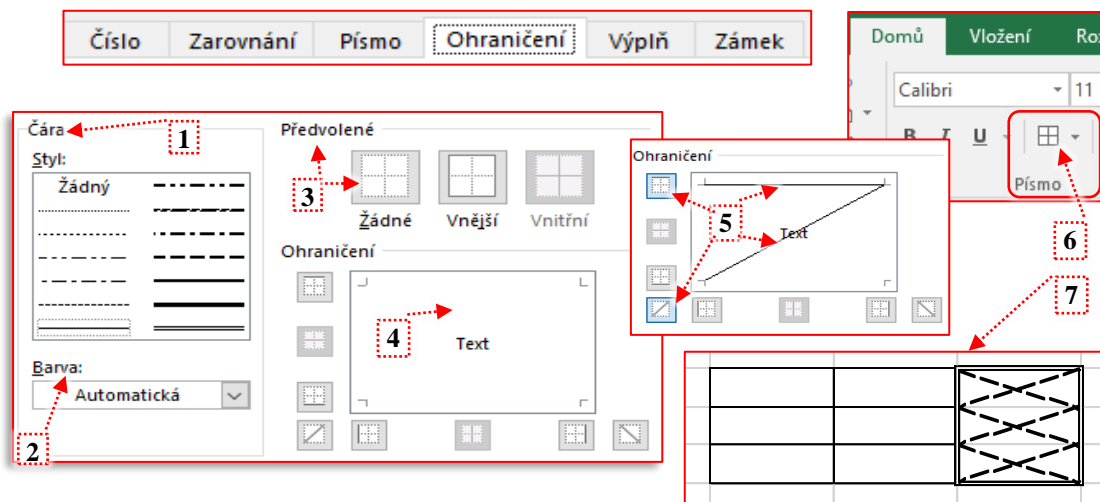 Číslo Zarovnání Písmo Ohraničení Výplň Zámek
Domů Vložení Roz
Calibri 11
B I U
Písmo
6
Čára
1
Styl:
Žádný
Barva:
Automatická
2
Předvolené
3
Žádné Vnější Vnitřní
Ohraničení
4
Text
Ohraničení
5
Text
7